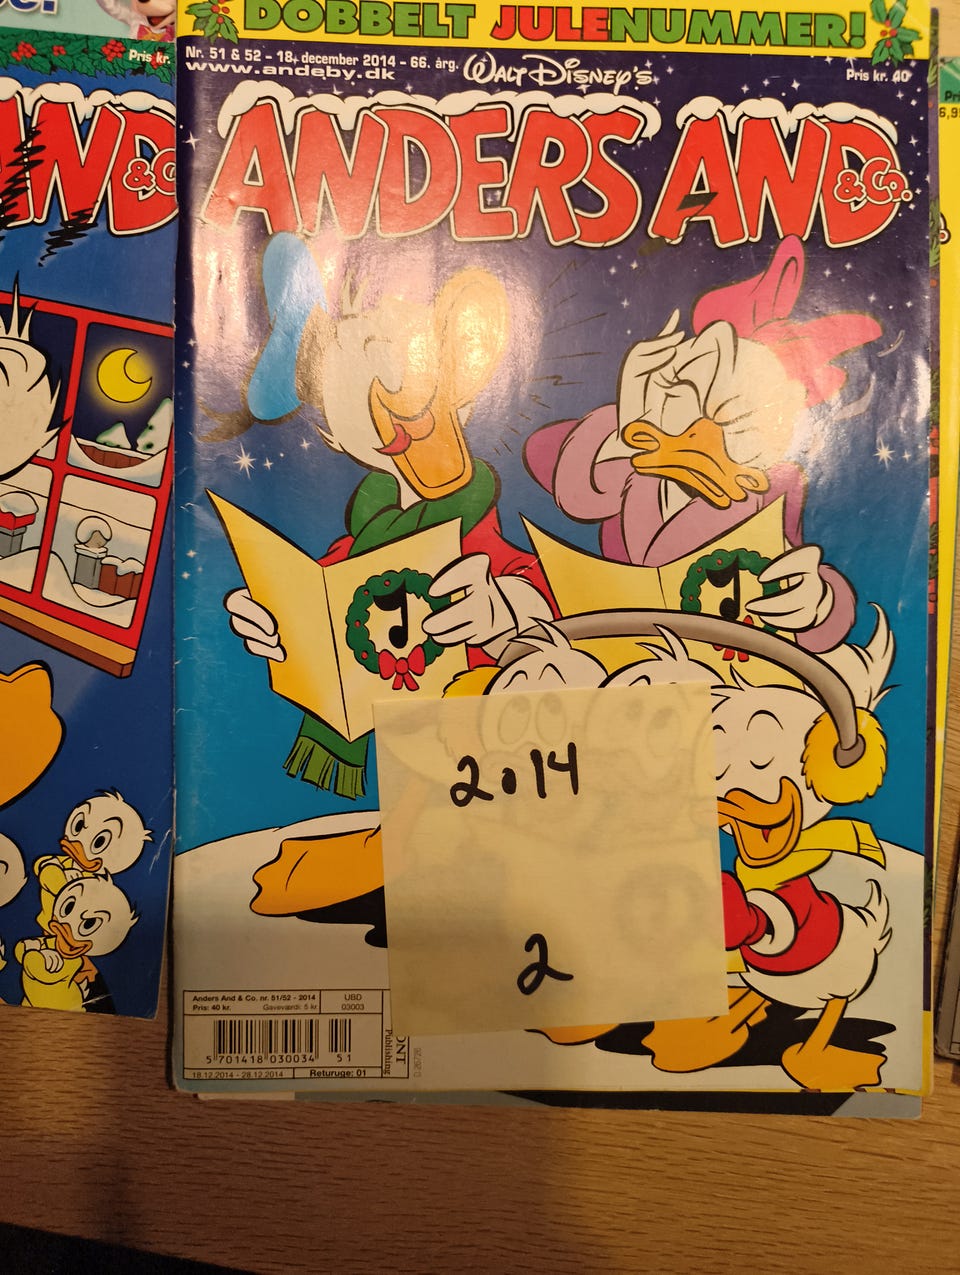 DOBBELT JULENUMMER!
Nr. 51 & 52 - 18. december 2014 - 66. årg.
www.andeby.dk
WALT DISNEY'S
Pris kr. 40
ANDERS AND
& Co.
Pris kr.
AND
& C
2014
2
Anders And & Co. nr. 51/52 - 2014
UBD
Pris: 40 kr.
Gaveværdi: 5 kr.
03003
5 701418 030034
51
18.12.2014 - 28.12.2014
Returuge: 01
ONT
Publishing